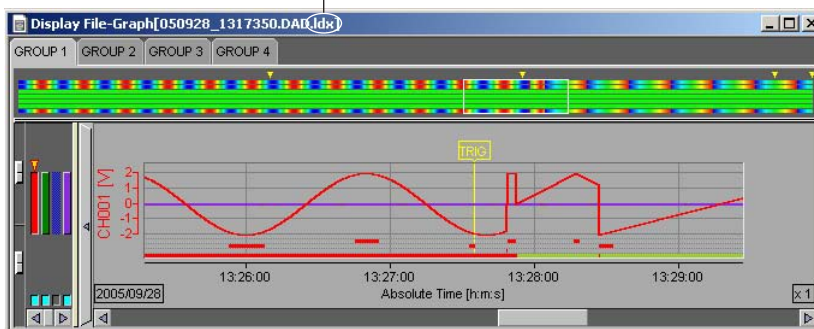 Display File-Graph[050928_1317350.DAD.ldx]
GROUP 1 GROUP 2 GROUP 3 GROUP 4
TRIG
CH001 [V]
2
1
0
-1
-2
13:26:00 13:27:00 13:28:00 13:29:00
2005/09/28 Absolute Time [h:m:s] x 1